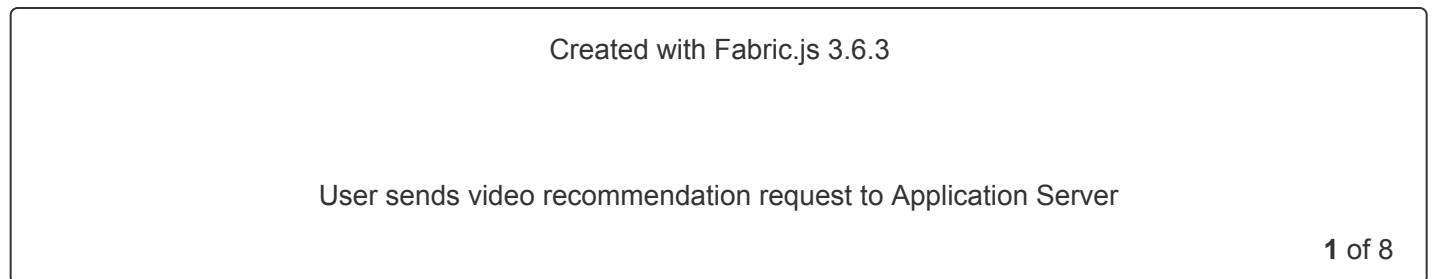 Created with Fabric.js 3.6.3
User sends video recommendation request to Application Server
1 of 8